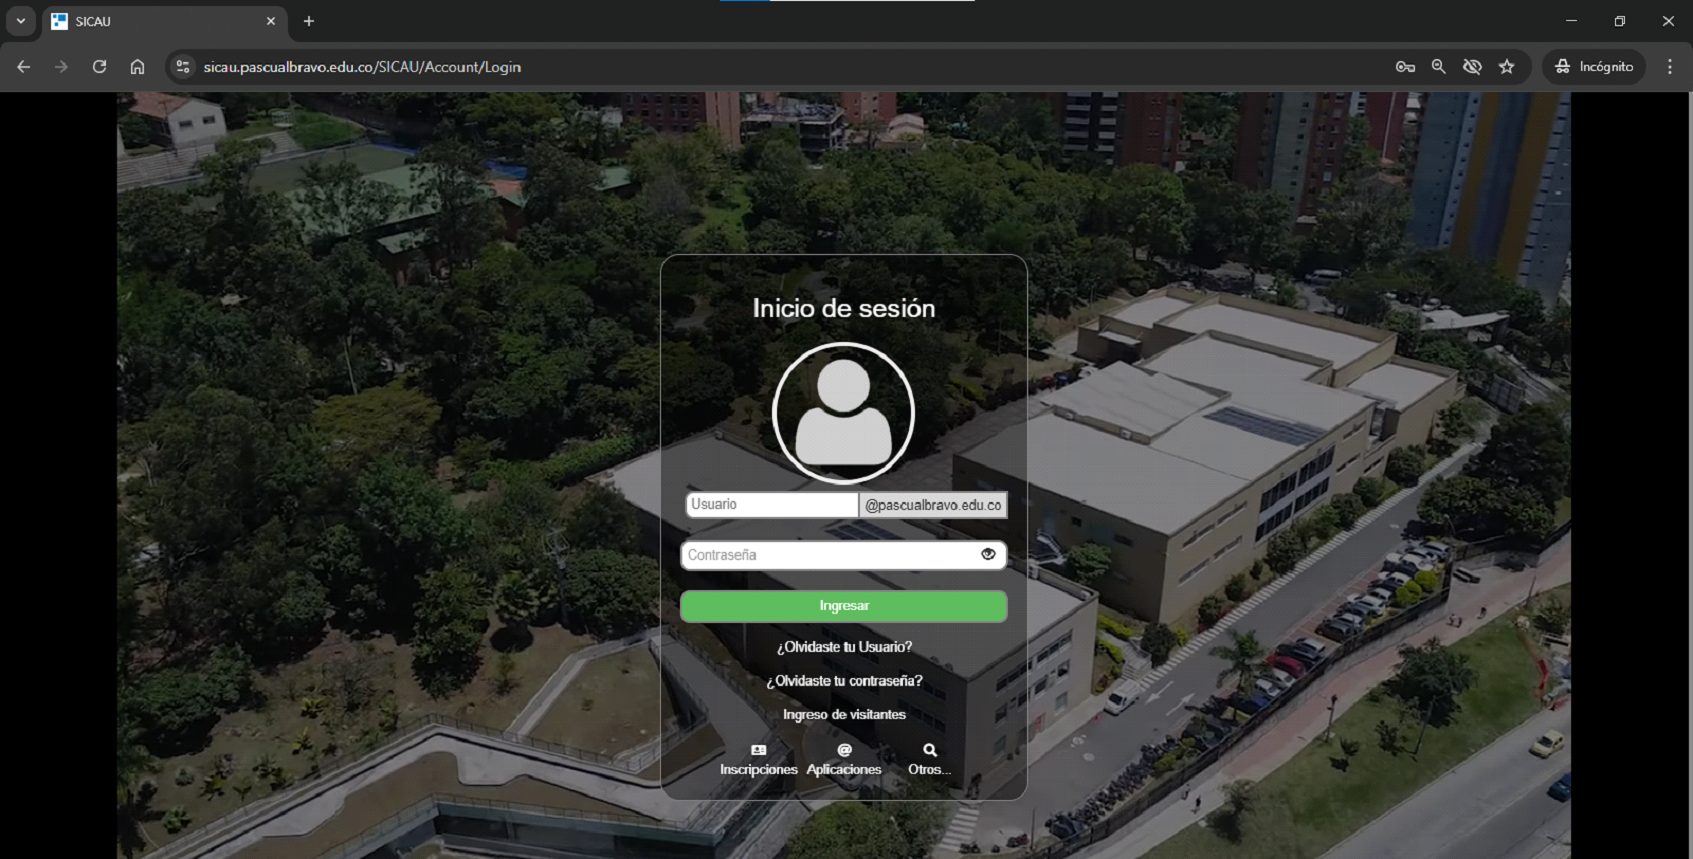 SICAU
sicau.pascualbravo.edu.co/SICAU/Account/Login
Incógnito
Inicio de sesión
Usuario @pascualbravo.edu.co
Contraseña
Ingresar
¿Olvidaste tu Usuario?
¿Olvidaste tu contraseña?
Ingreso de visitantes
Inscripciones Aplicaciones Otros...